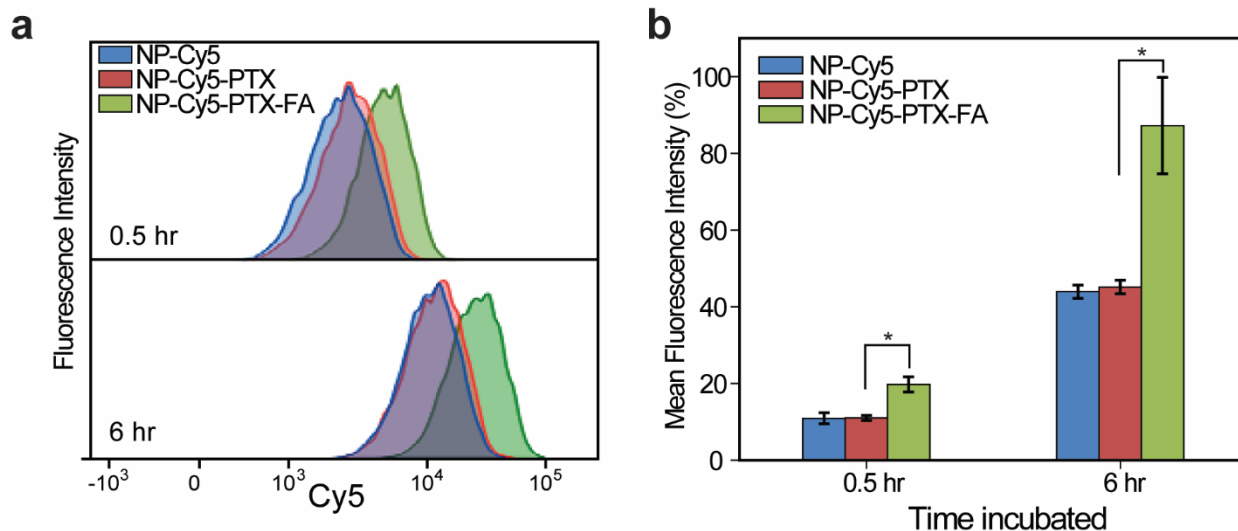 a
NP-Cy5
NP-Cy5-PTX
NP-Cy5-PTX-FA
Fluorescence Intensity
0.5 hr
6 hr
-10³ 0 10³ 10⁴ 10⁵
Cy5
b
NP-Cy5
NP-Cy5-PTX
NP-Cy5-PTX-FA
Mean Fluorescence Intensity (%)
100
80
60
40
20
0
*
*
0.5 hr 6 hr
Time incubated